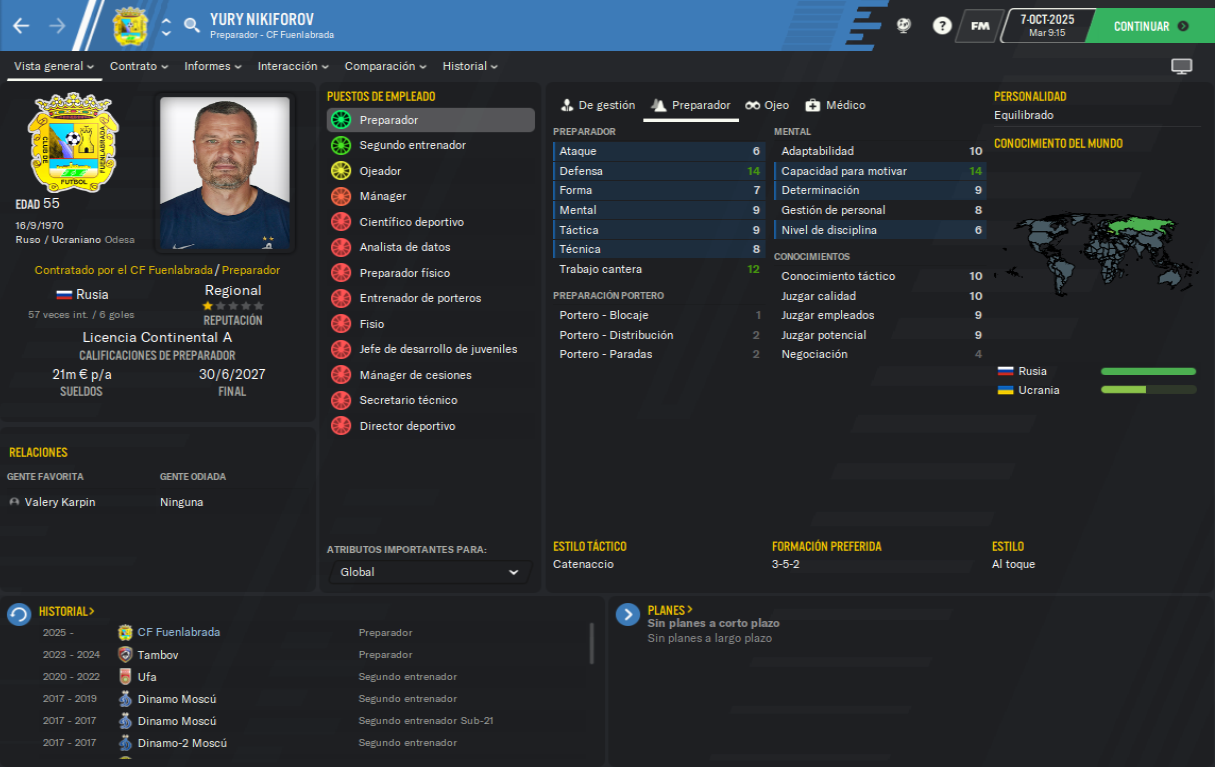 YURY NIKIFOROV
Preparador - CF Fuenlabrada
?
FM
7-OCT-2025
Mar 9:15
CONTINUAR
Vista general
Contrato
Informes
Interacción
Comparación
Historial
CLUB DE
FUENLABRADA
FUTBOL
EDAD 55
16/9/1970
Ruso / Ucraniano Odesa
Contratado por el CF Fuenlabrada/Preparador
Rusia
57 veces int. / 6 goles
Regional
REPUTACIÓN
Licencia Continental A
CALIFICACIONES DE PREPARADOR
21m € p/a
SUELDOS
30/6/2027
FINAL
RELACIONES
GENTE FAVORITA
GENTE ODIADA
Valery Karpin
Ninguna
PUESTOS DE EMPLEADO
Preparador
Segundo entrenador
Ojeador
Mánager
Científico deportivo
Analista de datos
Preparador físico
Entrenador de porteros
Fisio
Jefe de desarrollo de juveniles
Mánager de cesiones
Secretario técnico
Director deportivo
ATRIBUTOS IMPORTANTES PARA:
Global
De gestión
Preparador
Ojeo
Médico
PREPARADOR
Ataque 6
Defensa 14
Forma 7
Mental 9
Táctica 9
Técnica 8
Trabajo cantera 12
PREPARACIÓN PORTERO
Portero - Blocaje 1
Portero - Distribución 2
Portero - Paradas 2
MENTAL
Adaptabilidad 10
Capacidad para motivar 14
Determinación 9
Gestión de personal 8
Nivel de disciplina 6
CONOCIMIENTOS
Conocimiento táctico 10
Juzgar calidad 10
Juzgar empleados 9
Juzgar potencial 9
Negociación 4
PERSONALIDAD
Equilibrado
CONOCIMIENTO DEL MUNDO
Rusia
Ucrania
ESTILO TÁCTICO
Catenaccio
FORMACIÓN PREFERIDA
3-5-2
ESTILO
Al toque
HISTORIAL >
2025 - CF Fuenlabrada Preparador
2023 - 2024 Tambov Preparador
2020 - 2022 Ufa Segundo entrenador
2017 - 2019 Dinamo Moscú Segundo entrenador
2017 - 2017 Dinamo Moscú Segundo entrenador Sub-21
2017 - 2017 Dinamo-2 Moscú Segundo entrenador
PLANES >
Sin planes a corto plazo
Sin planes a largo plazo